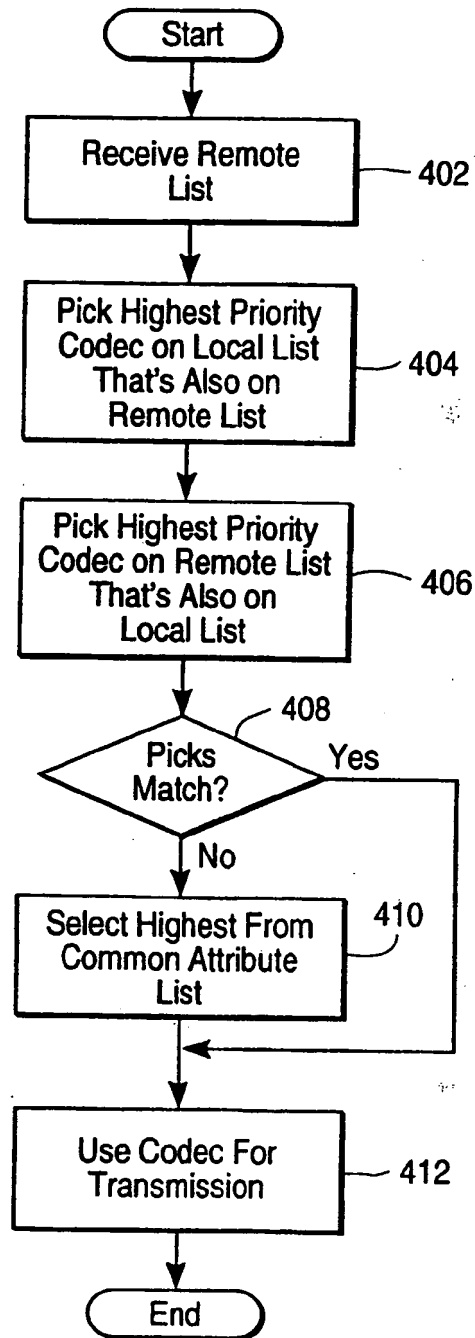 Start
Receive Remote
List
402
Pick Highest Priority
Codec on Local List
That's Also on
Remote List
404
Pick Highest Priority
Codec on Remote List
That's Also on
Local List
406
408
Picks
Match?
Yes
No
Select Highest From
Common Attribute
List
410
Use Codec For
Transmission
412
End